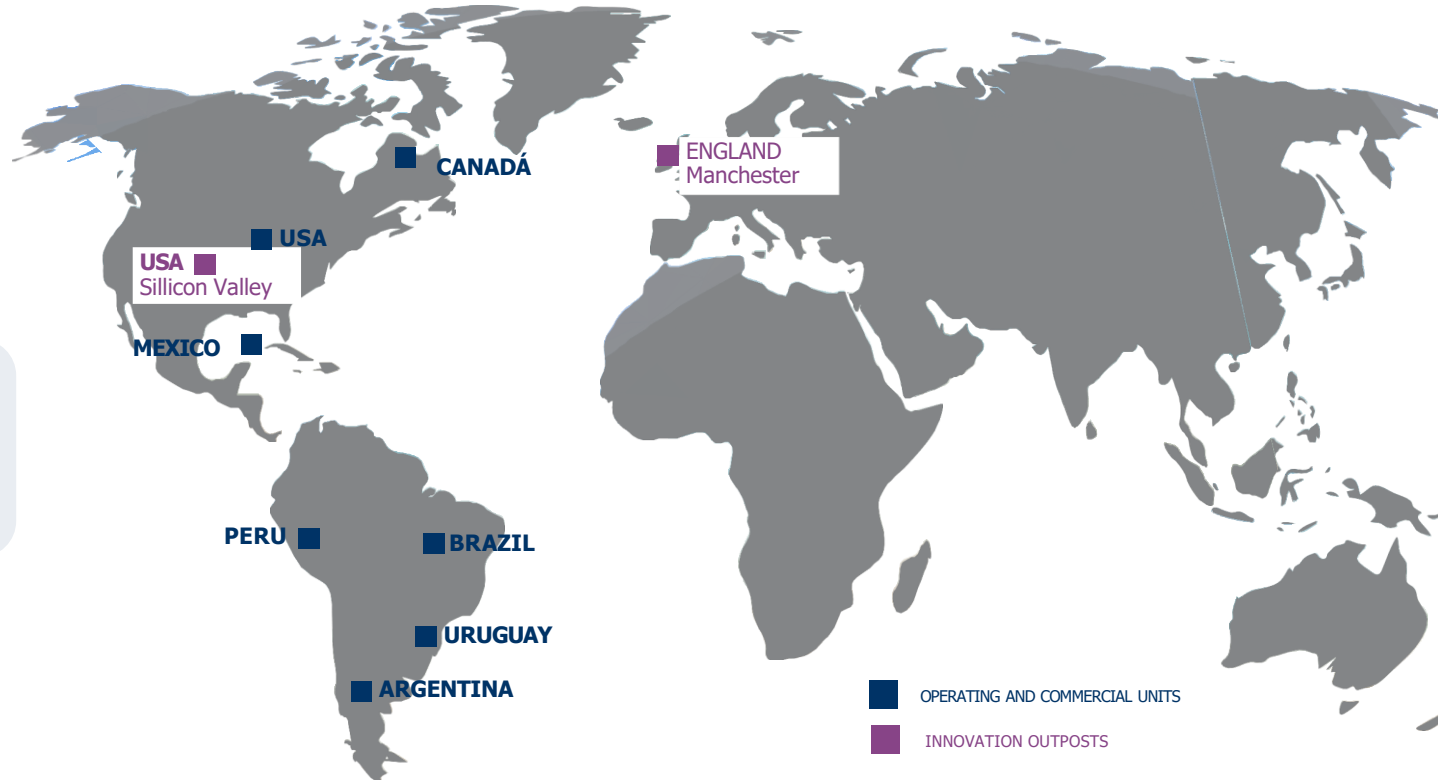 ENGLAND
Manchester
CANADÁ
USA
USA
Sillicon Valley
MEXICO
PERU
BRAZIL
URUGUAY
ARGENTINA
OPERATING AND COMMERCIAL UNITS
INNOVATION OUTPOSTS